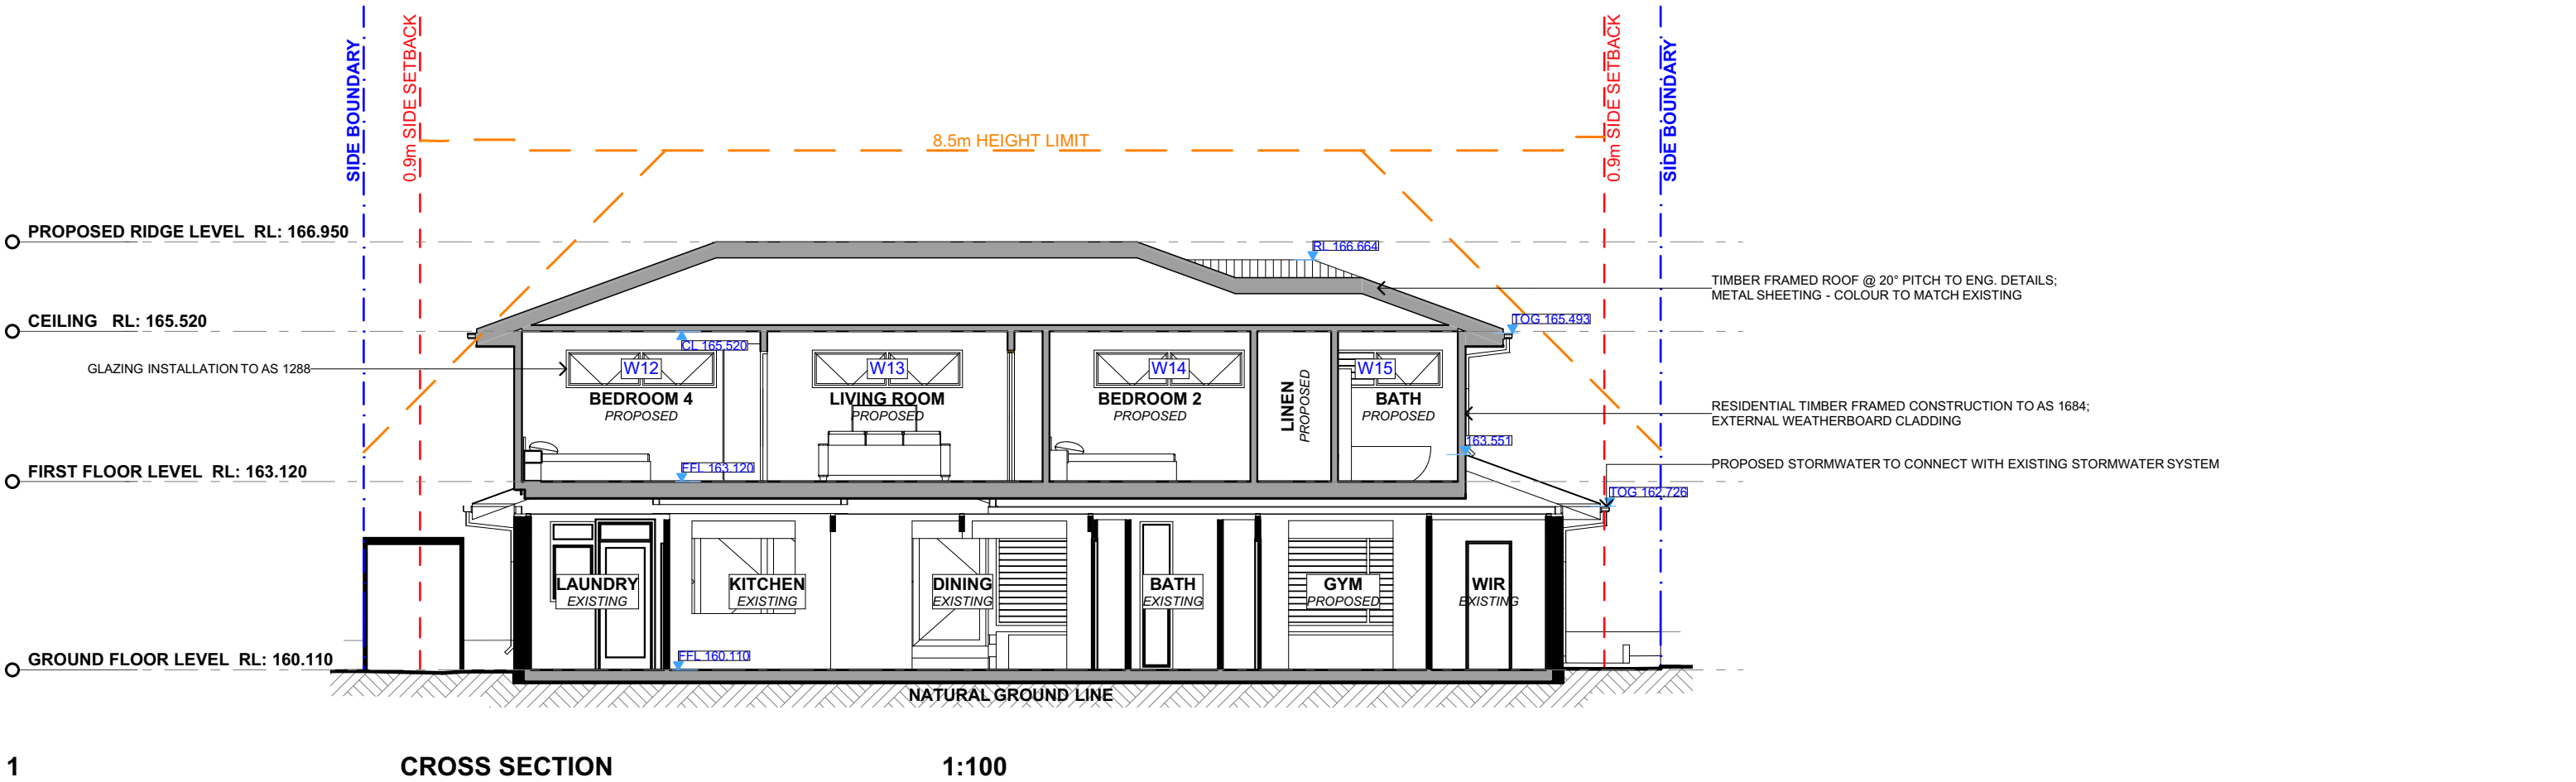 SIDE BOUNDARY
0.9m SIDE SETBACK
0.9m SIDE SETBACK
SIDE BOUNDARY
8.5m HEIGHT LIMIT
PROPOSED RIDGE LEVEL RL: 166.950
RL 166.664
TIMBER FRAMED ROOF @ 20° PITCH TO ENG. DETAILS;
METAL SHEETING - COLOUR TO MATCH EXISTING
CEILING RL: 165.520
TOG 165.493
CL 165.520
GLAZING INSTALLATION TO AS 1288
W12
W13
W14
W15
BEDROOM 4
PROPOSED
LIVING ROOM
PROPOSED
BEDROOM 2
PROPOSED
LINEN
PROPOSED
BATH
PROPOSED
RESIDENTIAL TIMBER FRAMED CONSTRUCTION TO AS 1684;
EXTERNAL WEATHERBOARD CLADDING
163.551
FIRST FLOOR LEVEL RL: 163.120
FFL 163.120
PROPOSED STORMWATER TO CONNECT WITH EXISTING STORMWATER SYSTEM
TOG 162.726
LAUNDRY
EXISTING
KITCHEN
EXISTING
DINING
EXISTING
BATH
EXISTING
GYM
PROPOSED
WIR
EXISTING
GROUND FLOOR LEVEL RL: 160.110
FFL 160.110
NATURAL GROUND LINE
1 CROSS SECTION 1:100